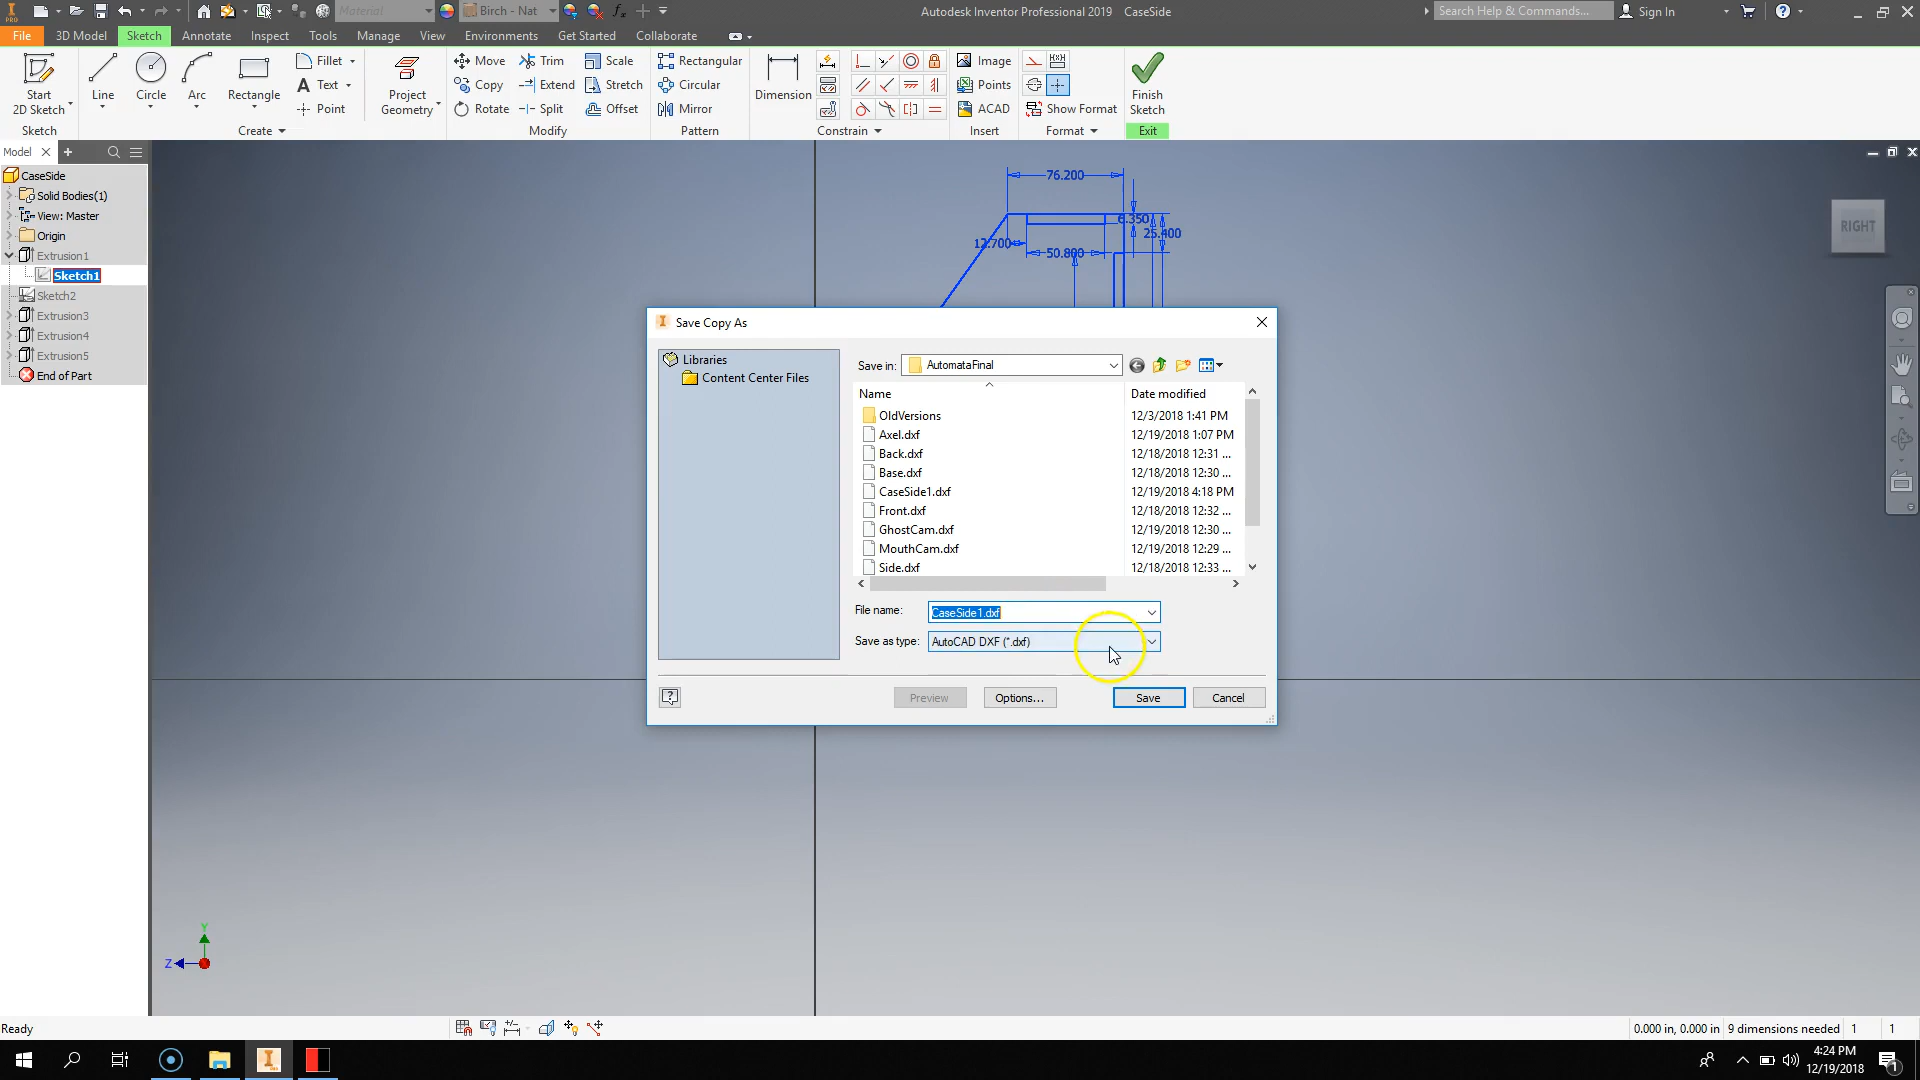 PRO
Material
Birch - Nat
Autodesk Inventor Professional 2019 CaseSide
Search Help & Commands...
Sign In
File 3D Model Sketch Annotate Inspect Tools Manage View Environments Get Started Collaborate
Start
2D Sketch
Line
Circle
Arc
Rectangle
Fillet
Text
Point
Project
Geometry
Move
Copy
Rotate
Trim
Extend
Split
Scale
Stretch
Offset
Rectangular
Circular
Mirror
Dimension
Image
Points
ACAD
Show Format
Finish
Sketch
Sketch Create Modify Pattern Constrain Insert Format Exit
Model
CaseSide
Solid Bodies(1)
View: Master
Origin
Extrusion1
Sketch1
Sketch2
Extrusion3
Extrusion4
Extrusion5
End of Part
76.200
6.350
25.400
12.700
50.800
RIGHT
Save Copy As
Libraries
Content Center Files
Save in: AutomataFinal
Name Date modified
OldVersions 12/3/2018 1:41 PM
Axel.dxf 12/19/2018 1:07 PM
Back.dxf 12/18/2018 12:31 ...
Base.dxf 12/18/2018 12:30 ...
CaseSide1.dxf 12/19/2018 4:18 PM
Front.dxf 12/18/2018 12:32 ...
GhostCam.dxf 12/19/2018 12:30 ...
MouthCam.dxf 12/19/2018 12:29 ...
Side.dxf 12/18/2018 12:33 ...
File name: CaseSide1.dxf
Save as type: AutoCAD DXF (*.dxf)
Preview Options... Save Cancel
Y
Z
Ready
0.000 in, 0.000 in 9 dimensions needed 1 1
4:24 PM
12/19/2018
1